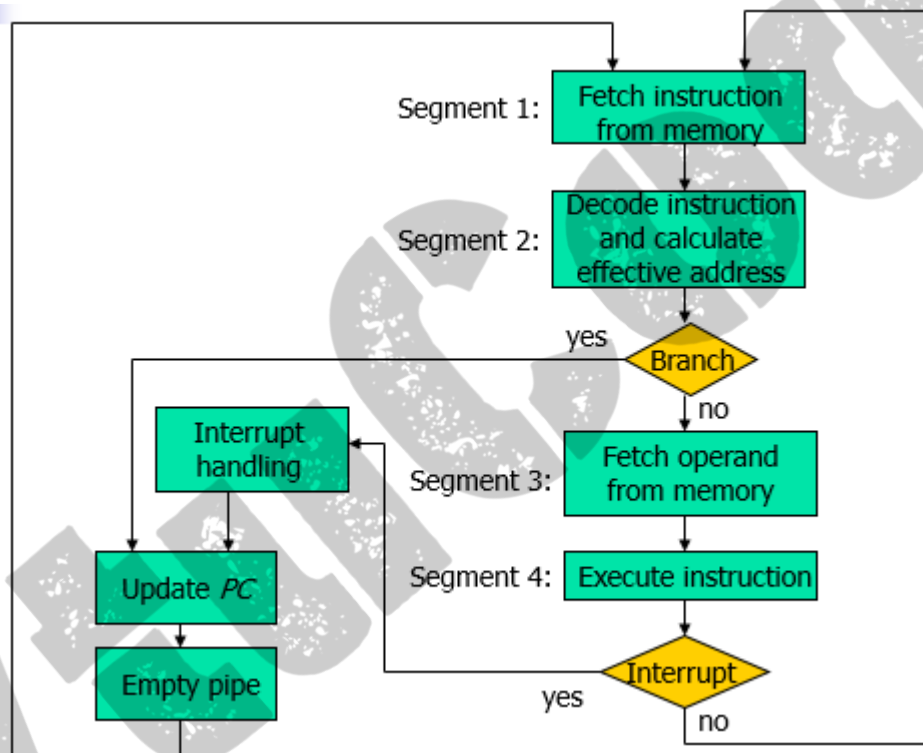 Segment 1:
Fetch instruction
from memory
Segment 2:
Decode instruction
and calculate
effective address
yes
Branch
no
Interrupt
handling
Segment 3:
Fetch operand
from memory
Update PC
Segment 4:
Execute instruction
Empty pipe
yes
Interrupt
no